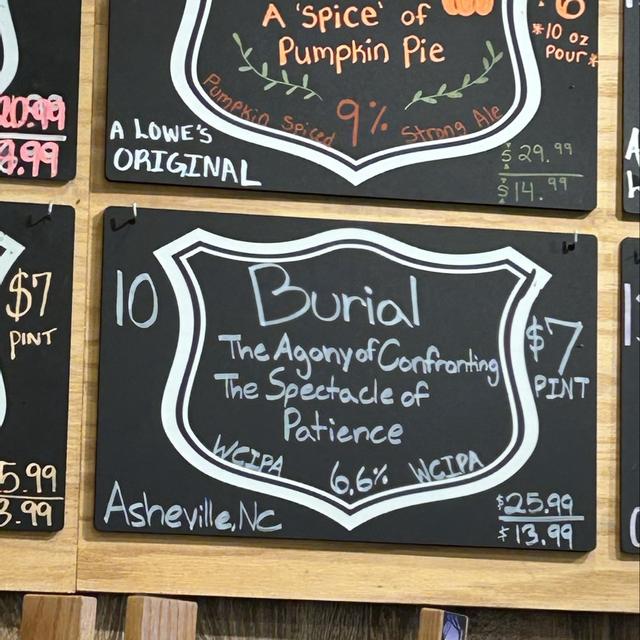 A 'SPICE' of
Pumpkin Pie
*10 oz
Pour*
Pumpkin Spiced 9% Strong Ale
A LOWE'S
ORIGINAL
$29.99
$14.99
$7
PINT
5.99
3.99
10
Burial
The Agony of Confronting
The Spectacle of
Patience
WCIPA 6.6% WCIPA
$7
PINT
Asheville, NC
$25.99
$13.99